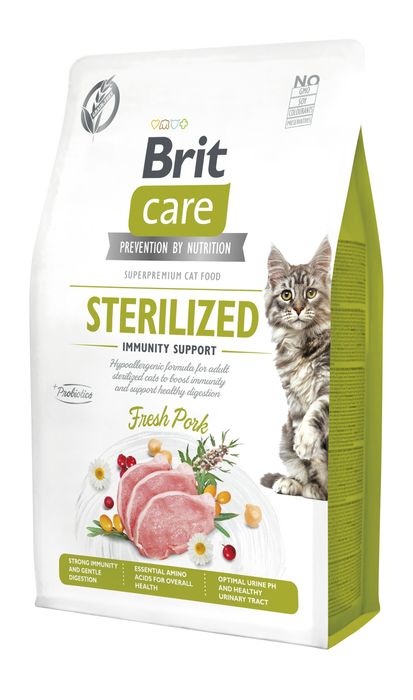 NO
GMO
SOY
COLOURANTS
PRESERVATIVES
Brit
care
PREVENTION BY NUTRITION
SUPERPREMIUM CAT FOOD
STERILIZED
IMMUNITY SUPPORT
Hypoallergenic formula for adult
sterilized cats to boost immunity
and support healthy digestion
+Probiotics
Fresh Pork
STRONG IMMUNITY
AND GENTLE
DIGESTION
ESSENTIAL AMINO
ACIDS FOR OVERALL
HEALTH
OPTIMAL URINE PH
AND HEALTHY
URINARY TRACT